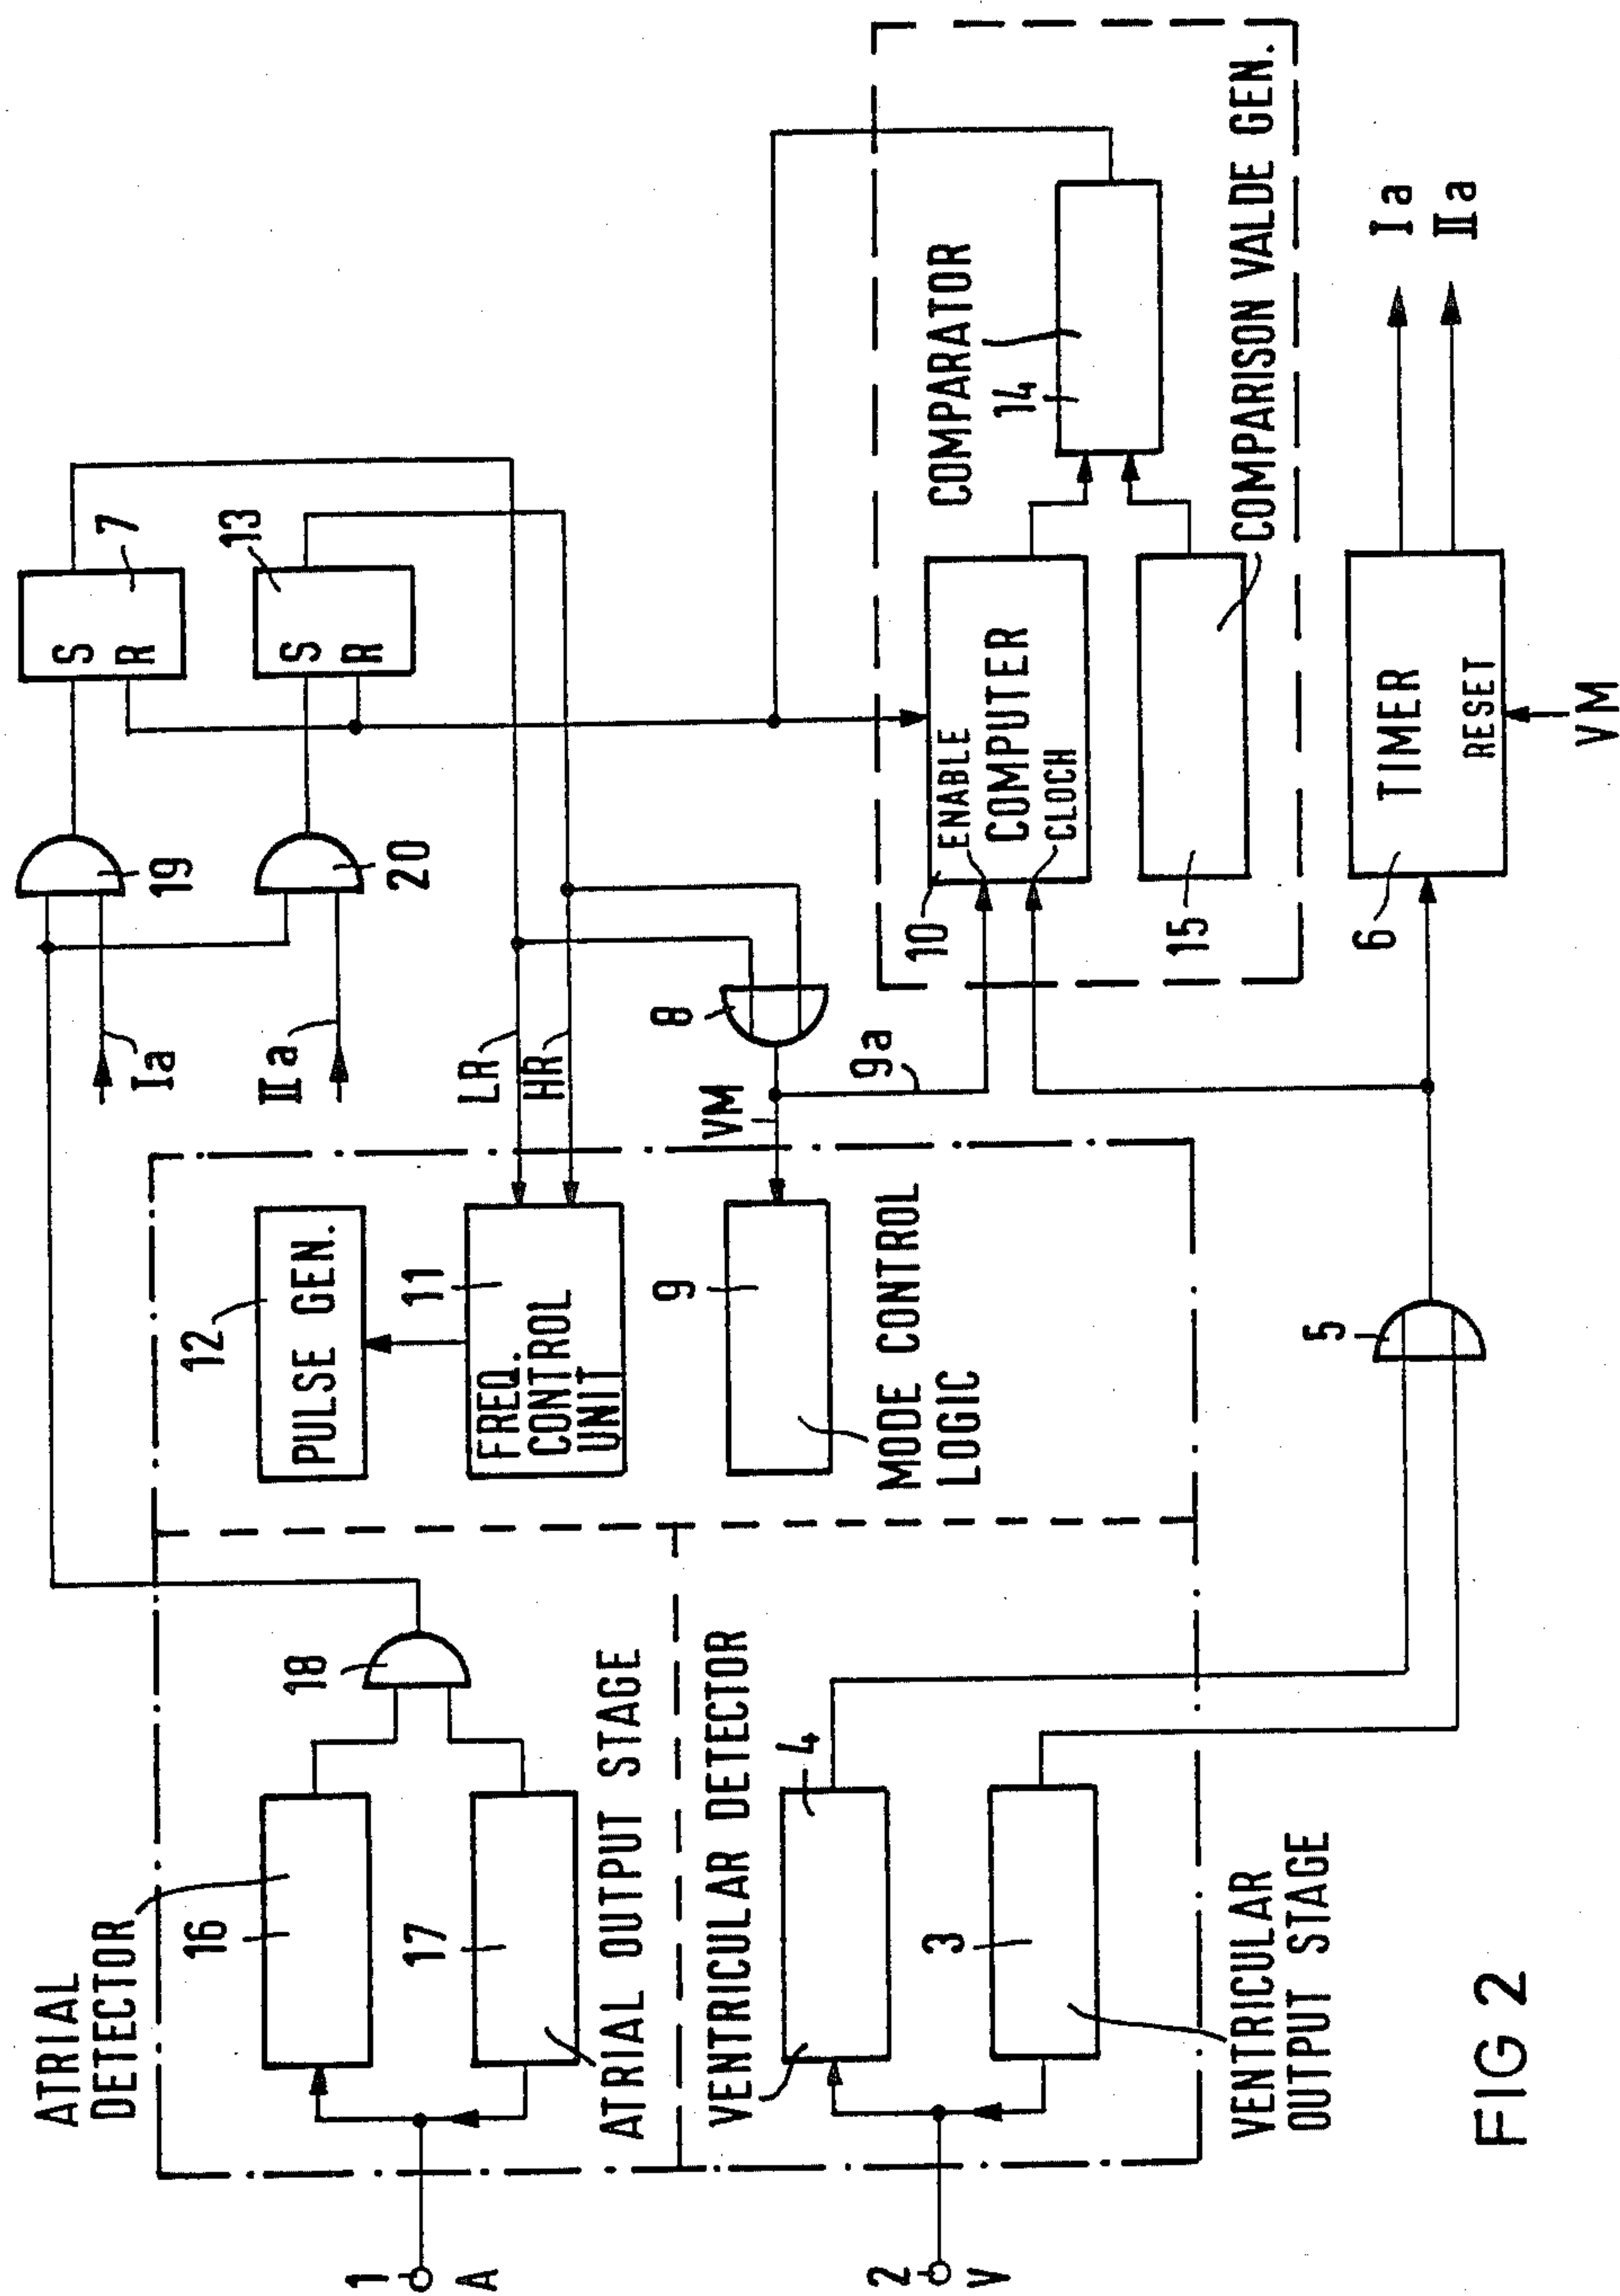 1
A
2
V
ATRIAL
DETECTOR
16
17
ATRIAL OUTPUT STAGE
18
VENTRICULAR DETECTOR
4
3
VENTRICULAR
OUTPUT STAGE
12
PULSE GEN.
11
FREQ.
CONTROL
UNIT
9
MODE CONTROL
LOGIC
5
Ia
IIa
LR
HR
VM
8
9a
19
20
S
R
7
S
R
13
10
ENABLE
COMPUTER
CLOCH
15
COMPARATOR
14
COMPARISON VALDE GEN.
6
TIMER
RESET
VM
Ia
IIa
FIG 2